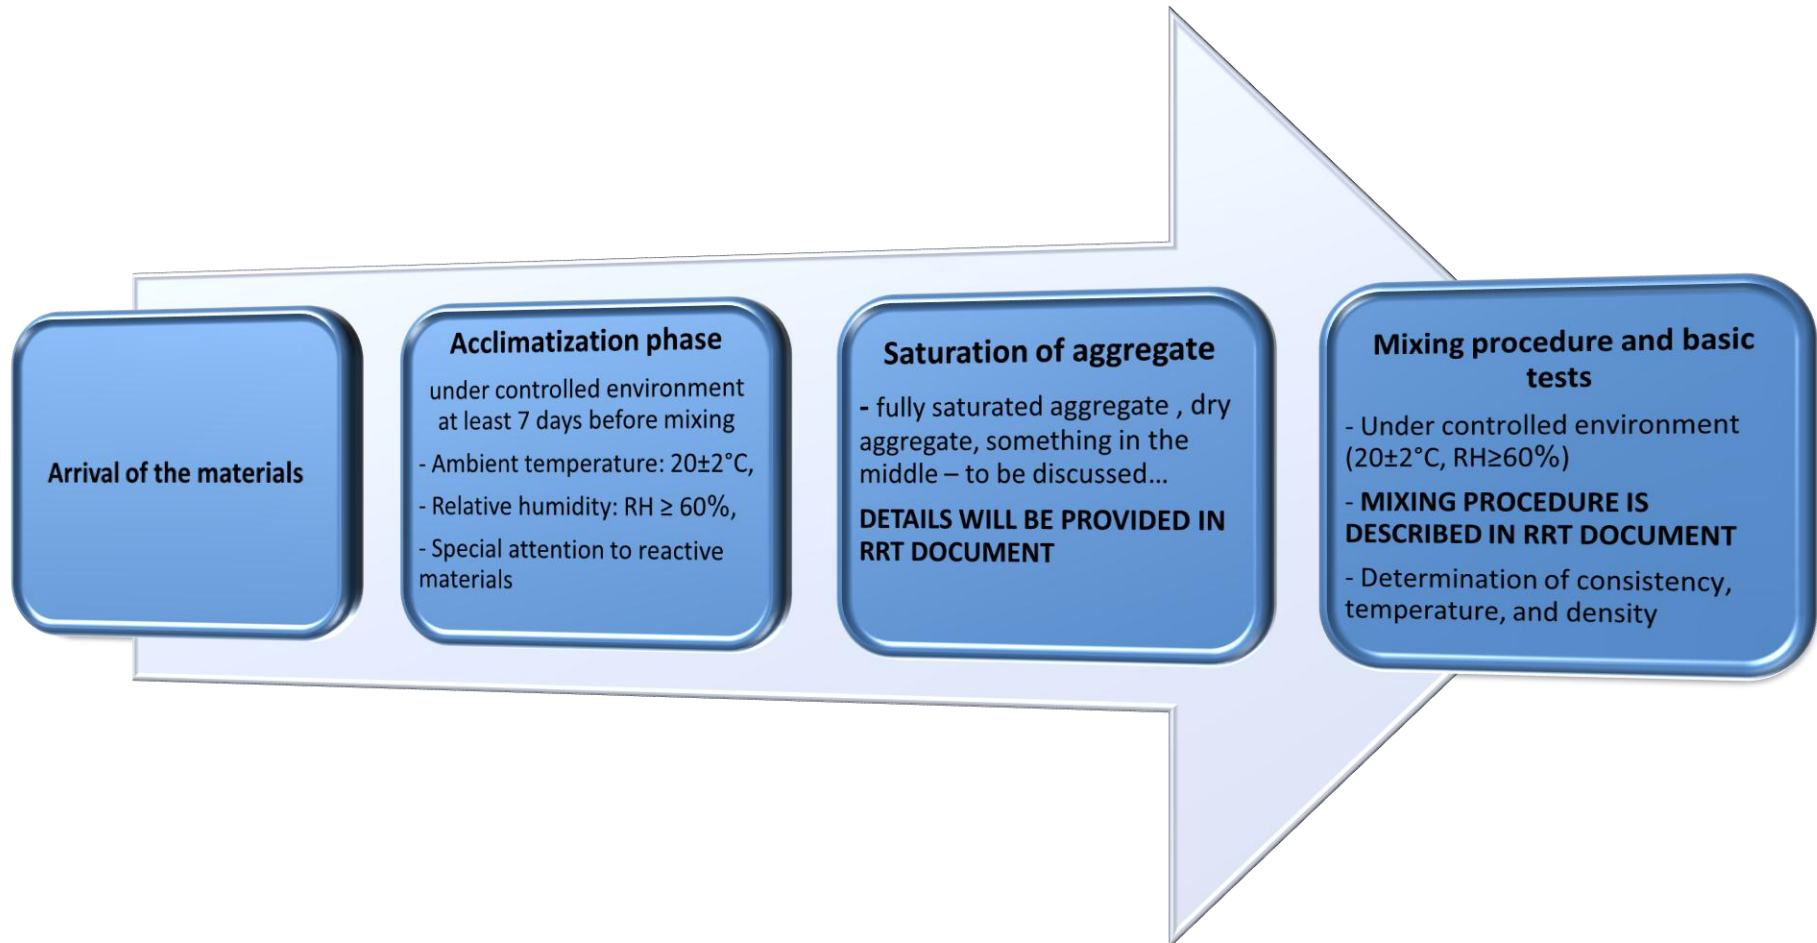 Arrival of the materials
Acclimatization phase
under controlled environment
at least 7 days before mixing
- Ambient temperature: 20±2°C,
- Relative humidity: RH ≥ 60%,
- Special attention to reactive
materials
Saturation of aggregate
- fully saturated aggregate , dry
aggregate, something in the
middle – to be discussed...
DETAILS WILL BE PROVIDED IN
RRT DOCUMENT
Mixing procedure and basic
tests
- Under controlled environment
(20±2°C, RH≥60%)
- MIXING PROCEDURE IS
DESCRIBED IN RRT DOCUMENT
- Determination of consistency,
temperature, and density